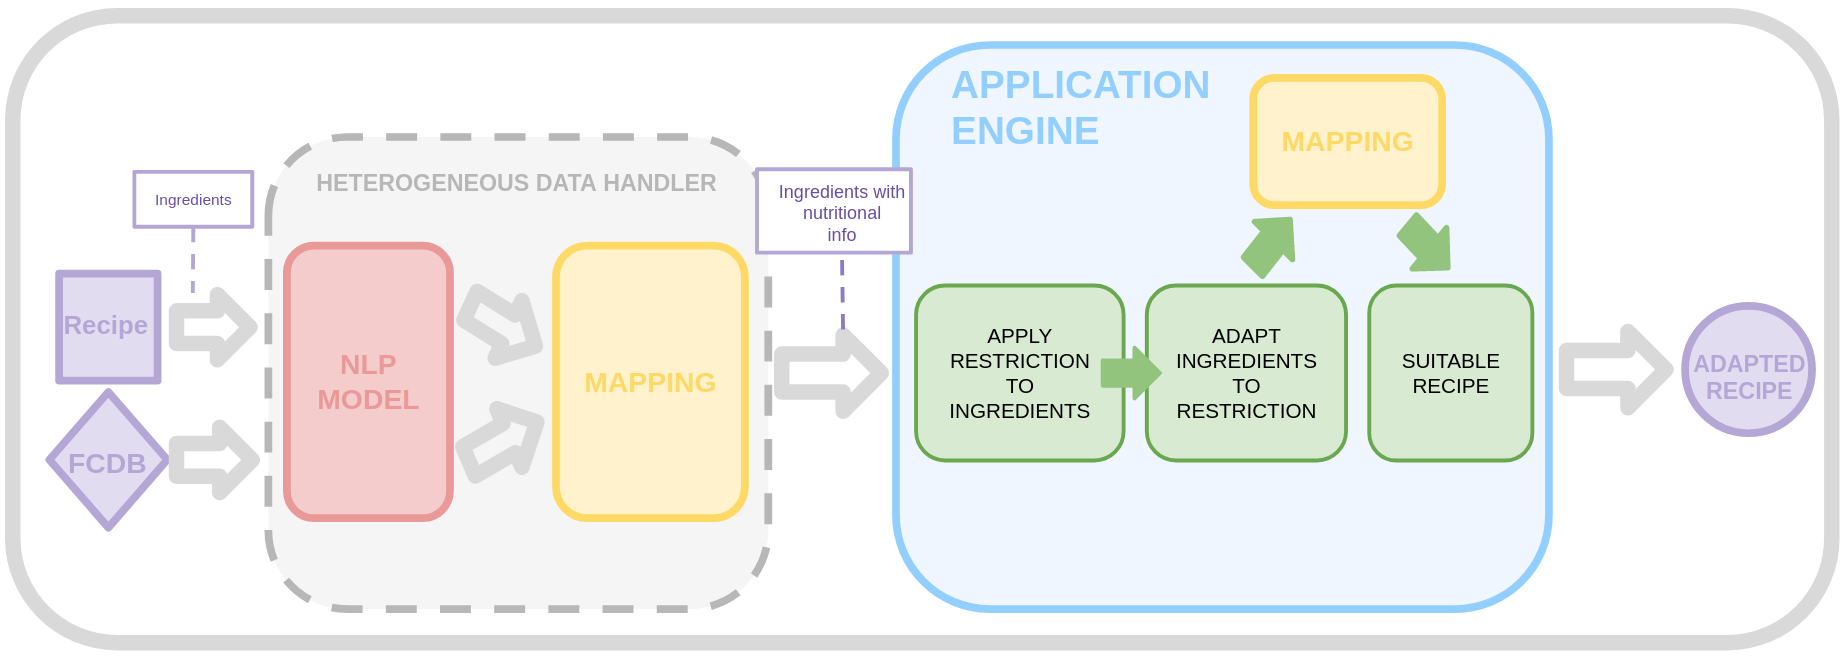 Ingredients
Recipe
FCDB
HETEROGENEOUS DATA HANDLER
NLP
MODEL
MAPPING
Ingredients with
nutritional
info
APPLICATION
ENGINE
MAPPING
APPLY
RESTRICTION
TO
INGREDIENTS
ADAPT
INGREDIENTS
TO
RESTRICTION
SUITABLE
RECIPE
ADAPTED
RECIPE